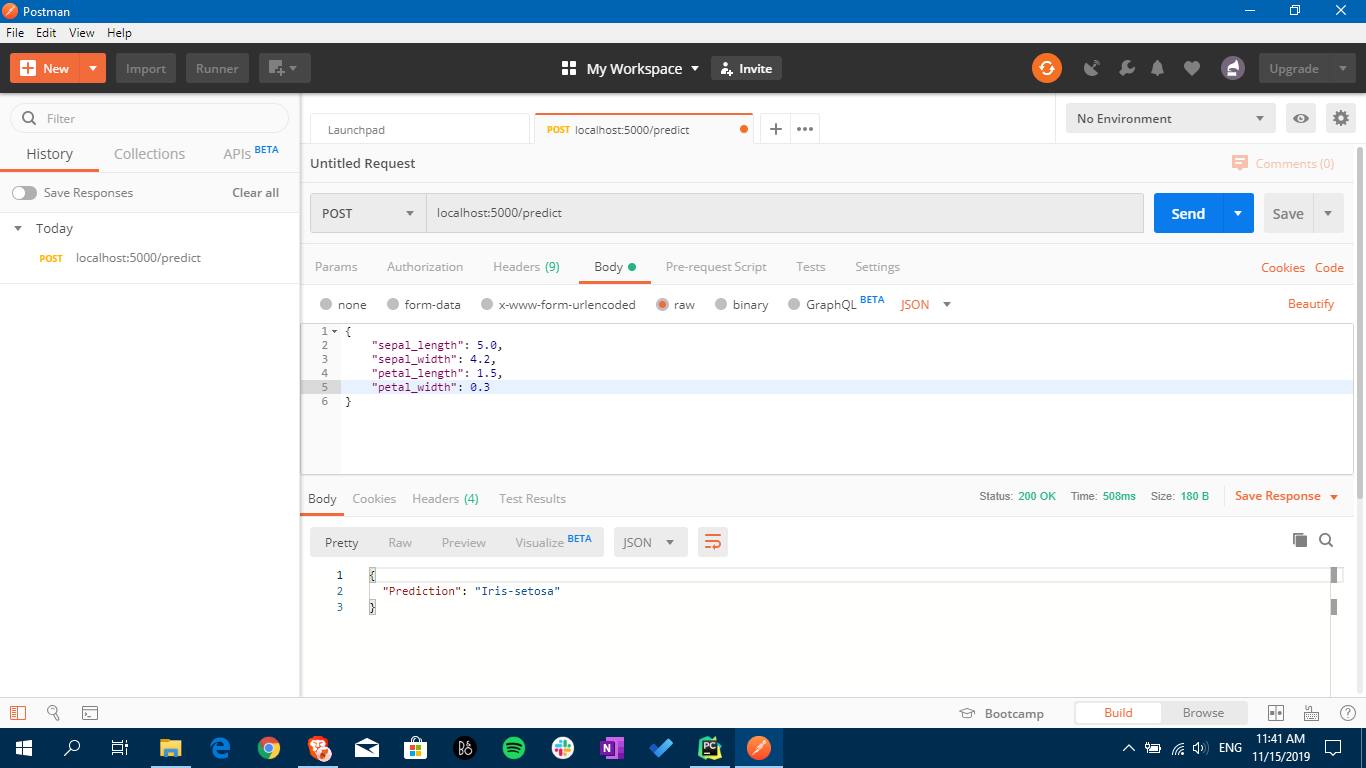 Postman
File Edit View Help
New Import Runner My Workspace Invite Upgrade
Filter
History Collections APIs BETA
Save Responses Clear all
Today
POST localhost:5000/predict
Launchpad POST localhost:5000/predict No Environment
Untitled Request Comments (0)
POST localhost:5000/predict Send Save
Params Authorization Headers (9) Body Pre-request Script Tests Settings Cookies Code
none form-data x-www-form-urlencoded raw binary GraphQL BETA JSON Beautify
1 {
2 "sepal_length": 5.0,
3 "sepal_width": 4.2,
4 "petal_length": 1.5,
5 "petal_width": 0.3
6 }
Body Cookies Headers (4) Test Results Status: 200 OK Time: 508ms Size: 180 B Save Response
Pretty Raw Preview Visualize BETA JSON
1 {
2 "Prediction": "Iris-setosa"
3 }
Bootcamp Build Browse
PC ENG 11:41 AM
11/15/2019